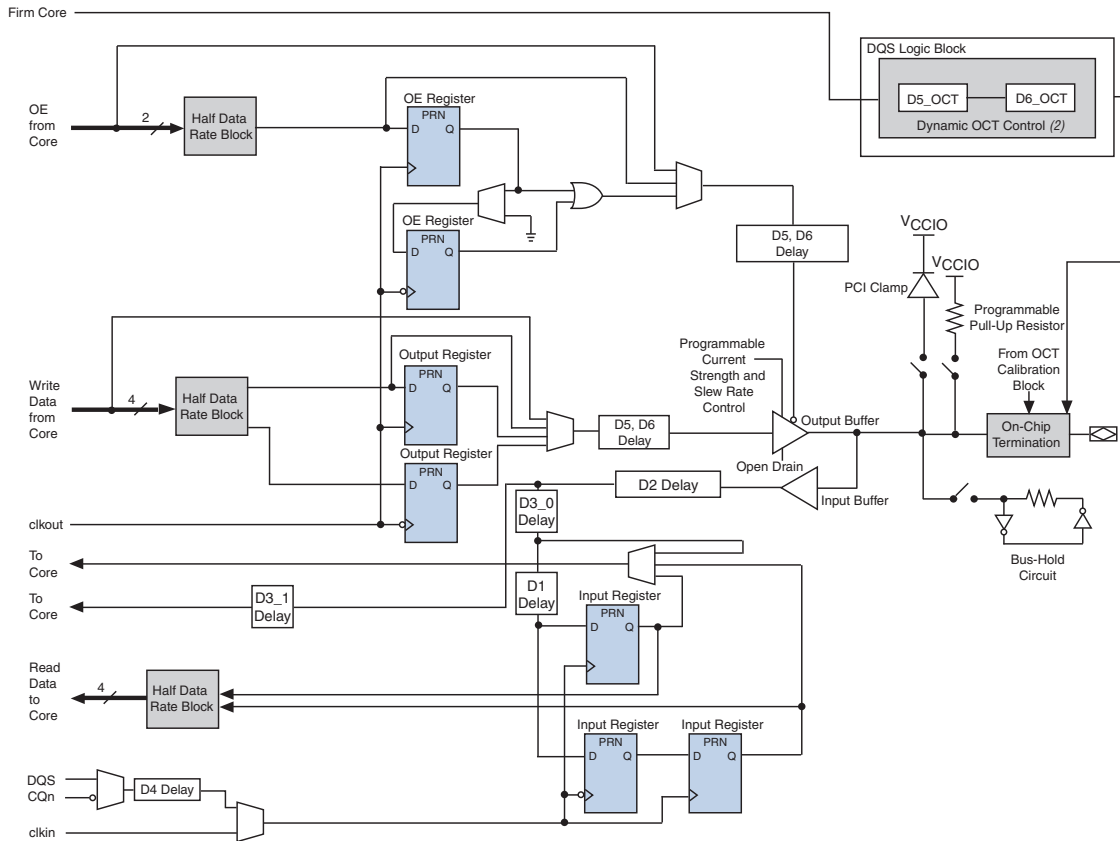 Firm Core
DQS Logic Block
D5_OCT
D6_OCT
Dynamic OCT Control (2)
OE
from
Core
2
Half Data
Rate Block
OE Register
PRN
D
Q
OE Register
PRN
D
Q
D5, D6
Delay
VCCIO
VCCIO
PCI Clamp
Programmable
Pull-Up Resistor
From OCT
Calibration
Block
On-Chip
Termination
Programmable
Current
Strength and
Slew Rate
Control
Write
Data
from
Core
4
Half Data
Rate Block
Output Register
PRN
D
Q
Output Register
PRN
D
Q
D5, D6
Delay
Output Buffer
Open Drain
Input Buffer
D2 Delay
D3_0
Delay
clkout
To
Core
D1
Delay
Bus-Hold
Circuit
To
Core
D3_1
Delay
Input Register
PRN
D
Q
Read
Data
to
Core
4
Half Data
Rate Block
Input Register
PRN
D
Q
Input Register
PRN
D
Q
DQS
CQn
D4 Delay
clkin